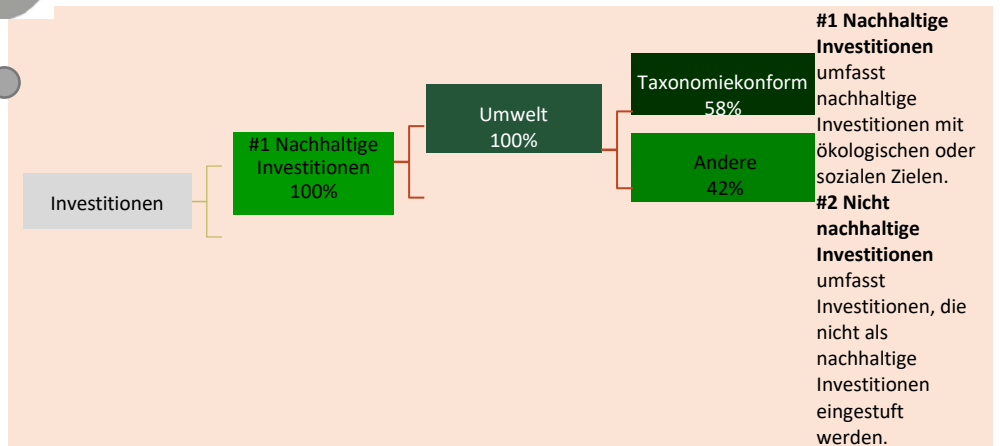 Investitionen
#1 Nachhaltige
Investitionen
100%
Umwelt
100%
Taxonomiekonform
58%
Andere
42%
#1 Nachhaltige
Investitionen
umfasst
nachhaltige
Investitionen mit
ökologischen oder
sozialen Zielen.
#2 Nicht
nachhaltige
Investitionen
umfasst
Investitionen, die
nicht als
nachhaltige
Investitionen
eingestuft
werden.